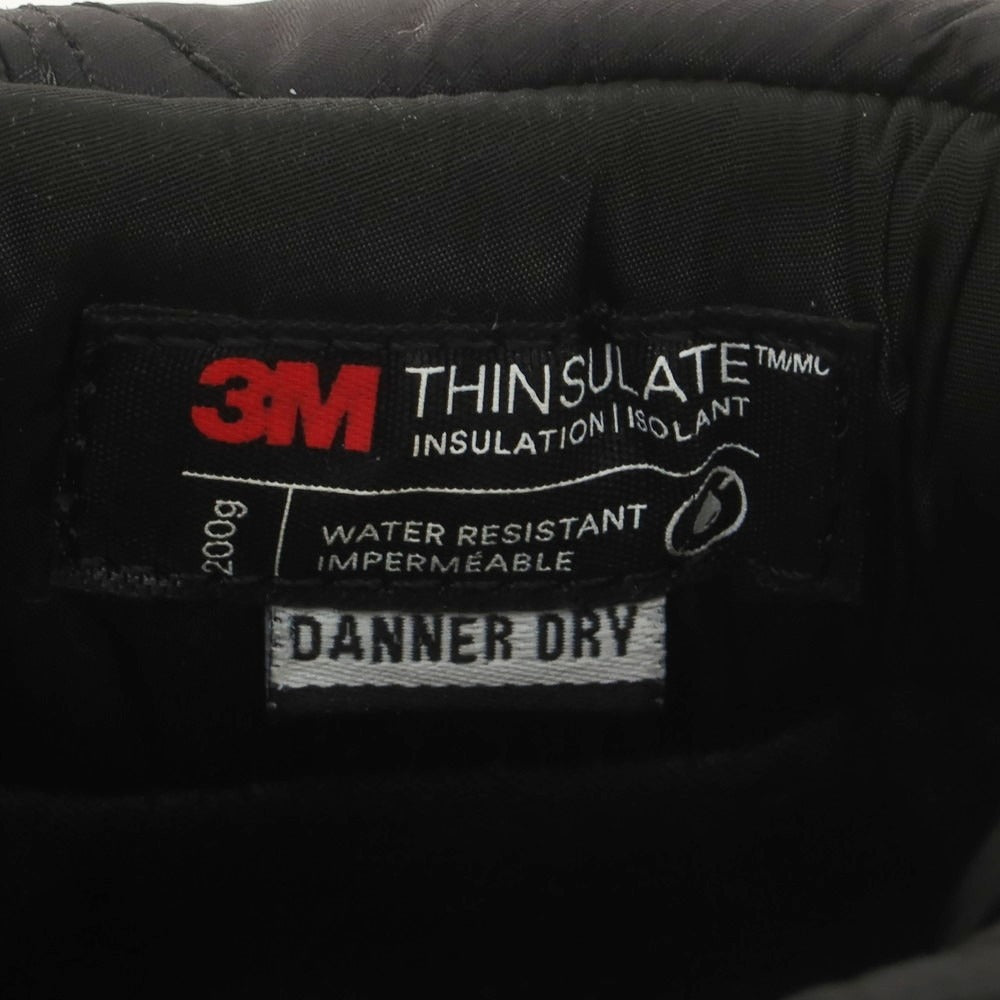 3M THINSULATE™/MC
INSULATION | ISOLANT
200g
WATER RESISTANT
IMPERMÉABLE
DANNER DRY